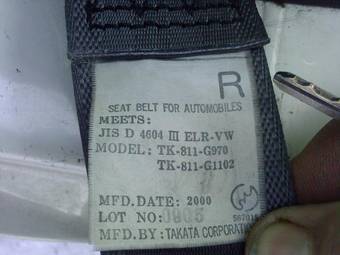 R
SEAT BELT FOR AUTOMOBILES
MEETS:
JIS D 4604 III ELR-VW
MODEL: TK-811-G970
TK-811-G1102
MFD.DATE: 2000
LOT NO: 0905
MFD.BY: TAKATA CORPORATION